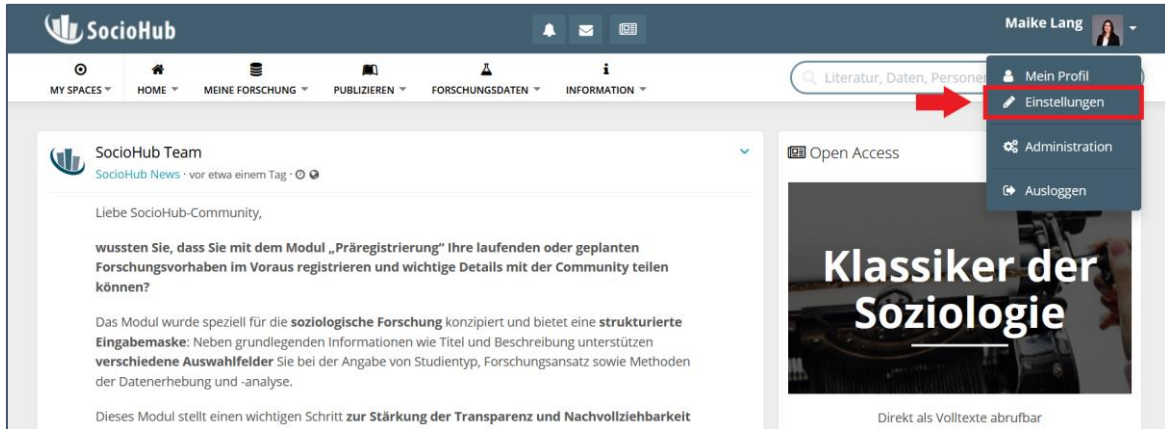 SocioHub
Maike Lang
MY SPACES
HOME
MEINE FORSCHUNG
PUBLIZIEREN
FORSCHUNGSDATEN
INFORMATION
Literatur, Daten, Personen
Mein Profil
Einstellungen
Administration
Ausloggen
SocioHub Team
SocioHub News · vor etwa einem Tag ·
Liebe SocioHub-Community,
wussten Sie, dass Sie mit dem Modul „Präregistrierung“ Ihre laufenden oder geplanten
Forschungsvorhaben im Voraus registrieren und wichtige Details mit der Community teilen
können?
Das Modul wurde speziell für die soziologische Forschung konzipiert und bietet eine strukturierte
Eingabemaske: Neben grundlegenden Informationen wie Titel und Beschreibung unterstützen
verschiedene Auswahlfelder Sie bei der Angabe von Studientyp, Forschungsansatz sowie Methoden
der Datenerhebung und -analyse.
Dieses Modul stellt einen wichtigen Schritt zur Stärkung der Transparenz und Nachvollziehbarkeit
Open Access
Klassiker der
Soziologie
Direkt als Volltexte abrufbar